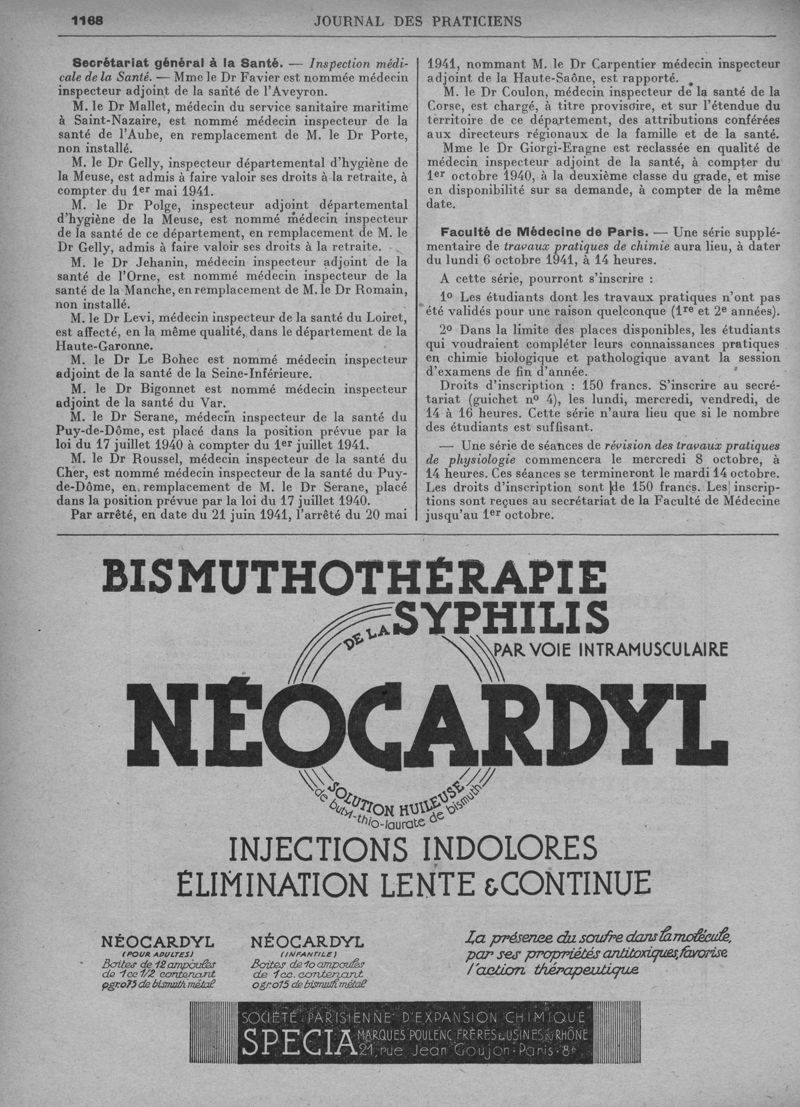 1168
JOURNAL DES PRATICIENS
Secrétariat général à la Santé. — Inspection médi-
cale de la Santé. — Mme le Dr Favier est nommée médecin
inspecteur adjoint de la santé de l'Aveyron.
M. le Dr Mallet, médecin du service sanitaire maritime
à Saint-Nazaire, est nommé médecin inspecteur de la
santé de l'Aube, en remplacement de M. le Dr Porte,
non installé.
M. le Dr Gelly, inspecteur départemental d'hygiène de
la Meuse, est admis à faire valoir ses droits à la retraite, à
compter du 1er mai 1941.
M. le Dr Polge, inspecteur adjoint départemental
d'hygiène de la Meuse, est nommé médecin inspecteur
de la santé de ce département, en remplacement de M. le
Dr Gelly, admis à faire valoir ses droits à la retraite.
M. le Dr Jehanin, médecin inspecteur adjoint de la
santé de l'Orne, est nommé médecin inspecteur de la
santé de la Manche, en remplacement de M. le Dr Romain,
non installé.
M. le Dr Levi, médecin inspecteur de la santé du Loiret,
est affecté, en la même qualité, dans le département de la
Haute-Garonne.
M. le Dr Le Bohec est nommé médecin inspecteur
adjoint de la santé de la Seine-Inférieure.
M. le Dr Bigonnet est nommé médecin inspecteur
adjoint de la santé du Var.
M. le Dr Serane, médecin inspecteur de la santé du
Puy-de-Dôme, est placé dans la position prévue par la
loi du 17 juillet 1940 à compter du 1er juillet 1941.
M. le Dr Roussel, médecin inspecteur de la santé du
Cher, est nommé médecin inspecteur de la santé du Puy-
de-Dôme, en remplacement de M. le Dr Serane, placé
dans la position prévue par la loi du 17 juillet 1940.
Par arrêté, en date du 21 juin 1941, l'arrêté du 20 mai
1941, nommant M. le Dr Carpentier médecin inspecteur
adjoint de la Haute-Saône, est rapporté.
M. le Dr Coulon, médecin inspecteur de la santé de la
Corse, est chargé, à titre provisoire, et sur l'étendue du
territoire de ce département, des attributions conférées
aux directeurs régionaux de la famille et de la santé.
Mme le Dr Giorgi-Eragne est reclassée en qualité de
médecin inspecteur adjoint de la santé, à compter du
1er octobre 1940, à la deuxième classe du grade, et mise
en disponibilité sur sa demande, à compter de la même
date.
Faculté de Médecine de Paris. — Une série supplé-
mentaire de travaux pratiques de chimie aura lieu, à dater
du lundi 6 octobre 1941, à 14 heures.
A cette série, pourront s'inscrire :
1o Les étudiants dont les travaux pratiques n'ont pas
été validés pour une raison quelconque (1re et 2e années).
2o Dans la limite des places disponibles, les étudiants
qui voudraient compléter leurs connaissances pratiques
en chimie biologique et pathologique avant la session
d'examens de fin d'année.
Droits d'inscription : 150 francs. S'inscrire au secré-
tariat (guichet no 4), les lundi, mercredi, vendredi, de
14 à 16 heures. Cette série n'aura lieu que si le nombre
des étudiants est suffisant.
— Une série de séances de révision des travaux pratiques
de physiologie commencera le mercredi 8 octobre, à
14 heures. Ces séances se termineront le mardi 14 octobre.
Les droits d'inscription sont de 150 francs. Les inscrip-
tions sont reçues au secrétariat de la Faculté de Médecine
jusqu'au 1er octobre.
BISMUTHOTHÉRAPIE
DE LA SYPHILIS
PAR VOIE INTRAMUSCULAIRE
NÉOCARDYL
SOLUTION HUILEUSE
de butyl-thio-laurate de bismuth
INJECTIONS INDOLORES
ÉLIMINATION LENTE & CONTINUE
NÉOCARDYL
(POUR ADULTES)
Boîtes de 12 ampoules
de 1cc 1/2 contenant
0gr.075 de bismuth métal
NÉOCARDYL
(INFANTILE)
Boîtes de 10 ampoules
de 1cc. contenant
0gr.015 de bismuth métal
La présence du soufre dans la molécule,
par ses propriétés antitoxiques, favorise
l'action thérapeutique
SOCIÉTÉ PARISIENNE D'EXPANSION CHIMIQUE
SPECIA MARQUES POULENC FRÈRES & USINES du RHÔNE
21, rue Jean Goujon · Paris · 8e